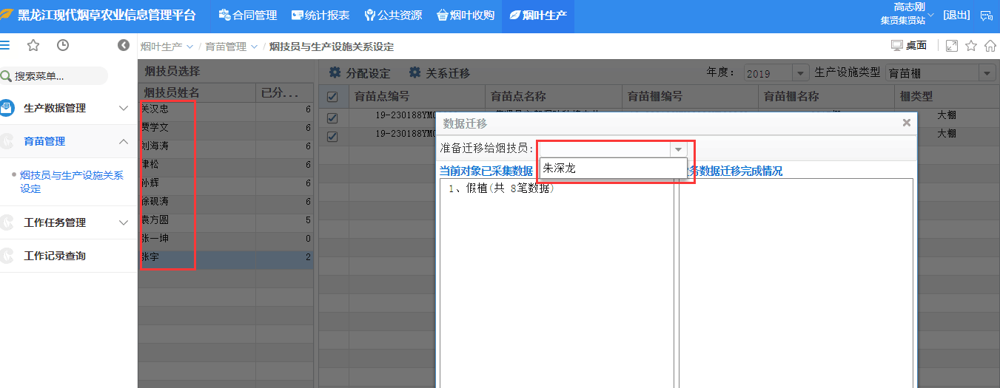 黑龙江现代烟草农业信息管理平台
合同管理
统计报表
公共资源
烟叶收购
烟叶生产
高志刚
集贤集贤站
[退出]
烟叶生产 / 育苗管理 / 烟技员与生产设施关系设定
桌面
搜索菜单...
生产数据管理
育苗管理
烟技员与生产设施关系
设定
工作任务管理
工作记录查询
烟技员选择
烟技员姓名 已分...
关汉忠 6
贾学文 6
刘海涛 6
律松 6
孙辉 6
徐砚涛 6
袁方圆 5
张一坤 0
张宇 2
分配设定 关系迁移 年度： 2019 生产设施类型 育苗棚
育苗点编号 育苗点名称 育苗棚编号 育苗棚名称 棚类型
19-230188YM0 大棚
19-230188YM0 大棚
数据迁移
准备迁移给烟技员:
朱深龙
当前对象已采集数据
务数据迁移完成情况
1、假植(共 8笔数据)